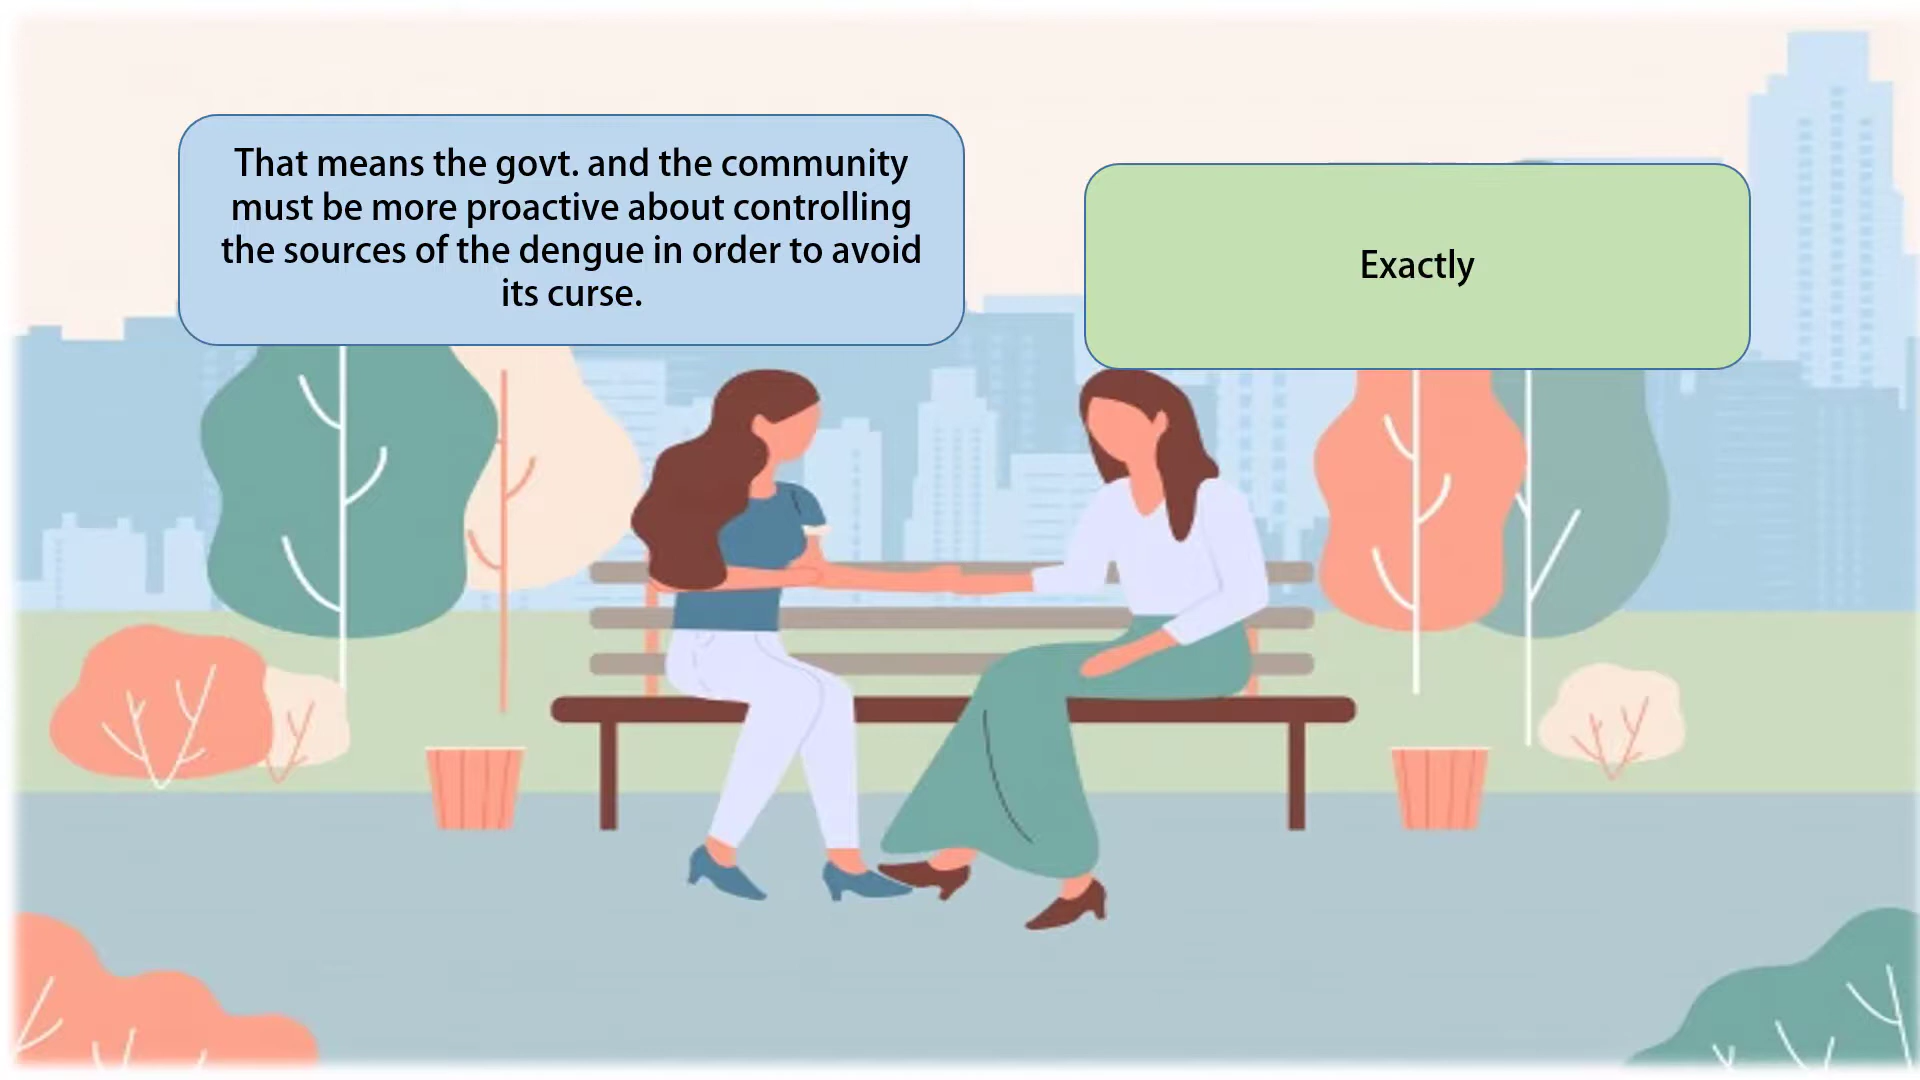 That means the govt. and the community
must be more proactive about controlling
the sources of the dengue in order to avoid
its curse.
Exactly